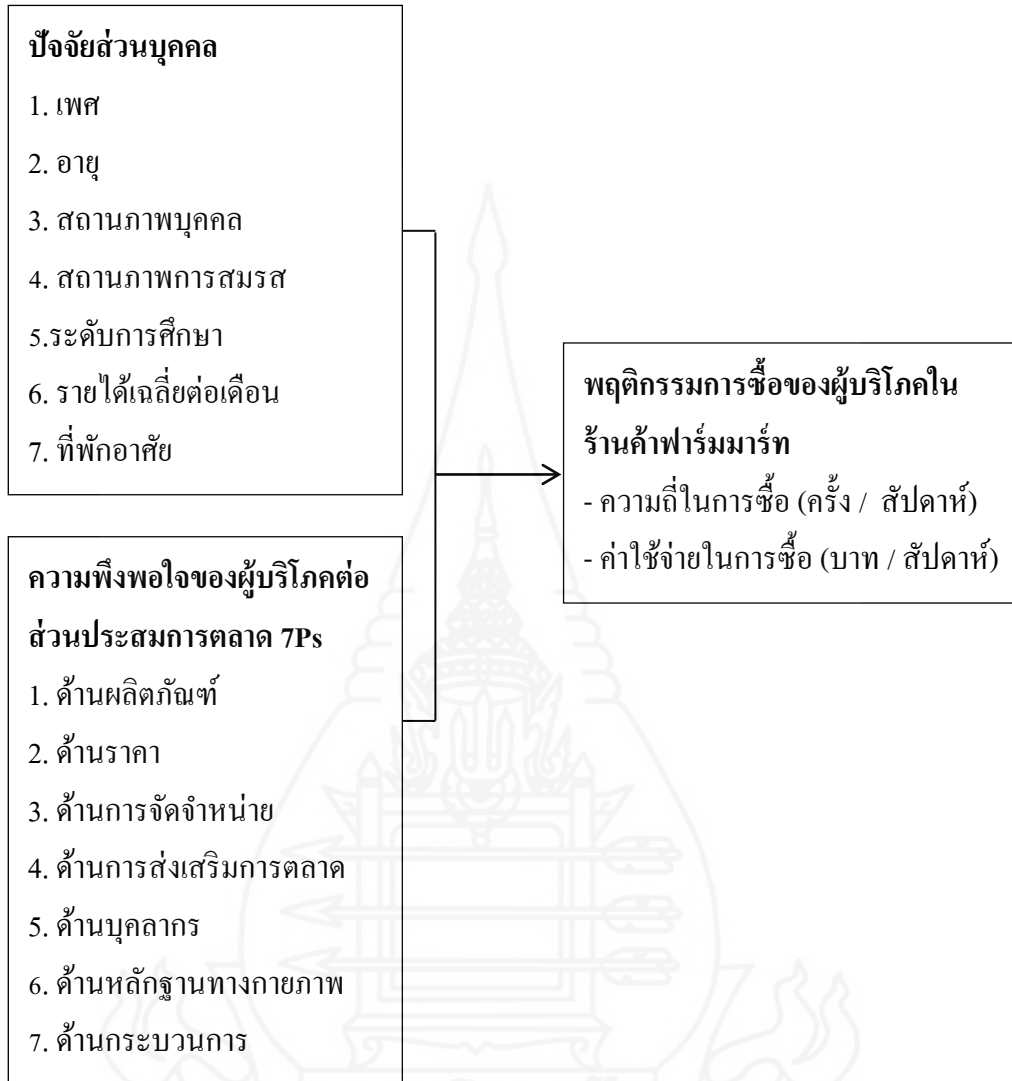 ปัจจัยส่วนบุคคล
1. เพศ
2. อายุ
3. สถานภาพบุคคล
4. สถานภาพการสมรส
5.ระดับการศึกษา
6. รายได้เฉลี่ยต่อเดือน
7. ที่พักอาศัย
ความพึงพอใจของผู้บริโภคต่อ
ส่วนประสมการตลาด 7Ps
1. ด้านผลิตภัณฑ์
2. ด้านราคา
3. ด้านการจัดจำหน่าย
4. ด้านการส่งเสริมการตลาด
5. ด้านบุคลากร
6. ด้านหลักฐานทางกายภาพ
7. ด้านกระบวนการ
พฤติกรรมการซื้อของผู้บริโภคใน
ร้านค้าฟาร์มมาร์ท
- ความถี่ในการซื้อ (ครั้ง / สัปดาห์)
- ค่าใช้จ่ายในการซื้อ (บาท / สัปดาห์)